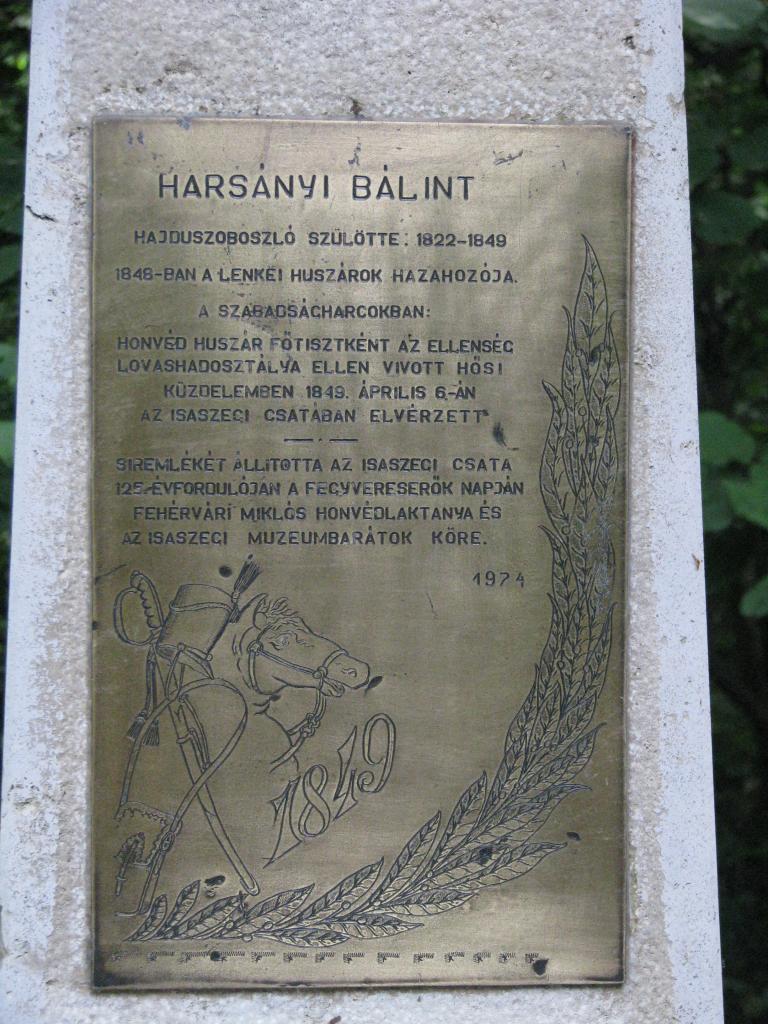 HARSÁNYI BÁLINT
HAJDUSZOBOSZLÓ SZÜLÖTTE: 1822-1849
1848-BAN A LENKEI HUSZÁROK HAZAHOZÓJA.
A SZABADSÁGHARCOKBAN:
HONVÉD HUSZÁR FŐTISZTKÉNT AZ ELLENSÉG
LOVASHADOSZTÁLYA ELLEN VIVOTT HŐSI
KÜZDELEMBEN 1849. ÁPRILIS 6-ÁN
AZ ISASZEGI CSATÁBAN ELVÉRZETT
SIREMLÉKÉT ÁLLITOTTA AZ ISASZEGI CSATA
125.-ÉVFORDULÓJÁN A FEGYVERESERŐK NAPJÁN
FEHÉRVÁRI MIKLÓS HONVÉDLAKTANYA ÉS
AZ ISASZEGI MUZEUMBARÁTOK KÖRE.
1974
1849